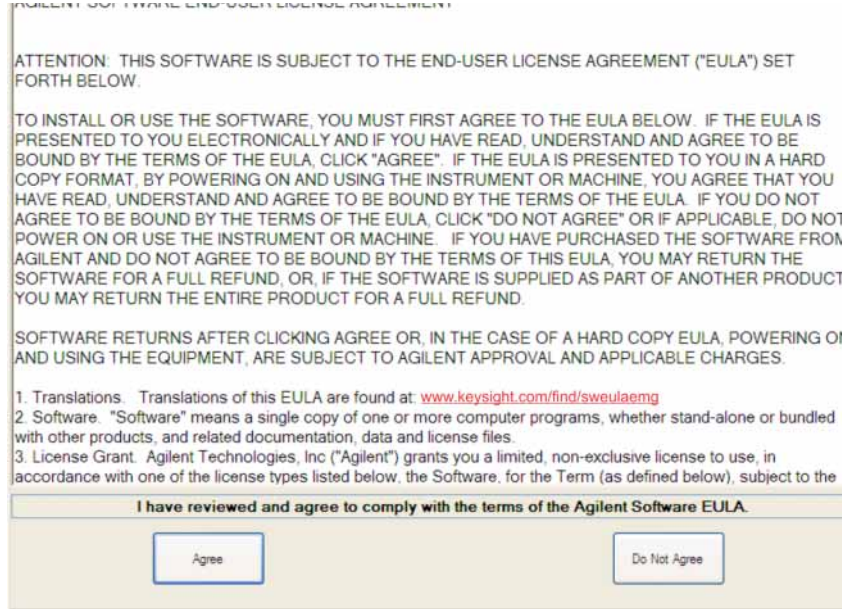 AGILENT SOFTWARE END-USER LICENSE AGREEMENT
ATTENTION:  THIS SOFTWARE IS SUBJECT TO THE END-USER LICENSE AGREEMENT ("EULA") SET
FORTH BELOW.
TO INSTALL OR USE THE SOFTWARE, YOU MUST FIRST AGREE TO THE EULA BELOW.  IF THE EULA IS
PRESENTED TO YOU ELECTRONICALLY AND IF YOU HAVE READ, UNDERSTAND AND AGREE TO BE
BOUND BY THE TERMS OF THE EULA, CLICK "AGREE".  IF THE EULA IS PRESENTED TO YOU IN A HARD
COPY FORMAT, BY POWERING ON AND USING THE INSTRUMENT OR MACHINE, YOU AGREE THAT YOU
HAVE READ, UNDERSTAND AND AGREE TO BE BOUND BY THE TERMS OF THE EULA.  IF YOU DO NOT
AGREE TO BE BOUND BY THE TERMS OF THE EULA, CLICK "DO NOT AGREE" OR IF APPLICABLE, DO NOT
POWER ON OR USE THE INSTRUMENT OR MACHINE.   IF YOU HAVE PURCHASED THE SOFTWARE FROM
AGILENT AND DO NOT AGREE TO BE BOUND BY THE TERMS OF THIS EULA, YOU MAY RETURN THE
SOFTWARE FOR A FULL REFUND, OR, IF THE SOFTWARE IS SUPPLIED AS PART OF ANOTHER PRODUCT
YOU MAY RETURN THE ENTIRE PRODUCT FOR A FULL REFUND.
SOFTWARE RETURNS AFTER CLICKING AGREE OR, IN THE CASE OF A HARD COPY EULA, POWERING ON
AND USING THE EQUIPMENT, ARE SUBJECT TO AGILENT APPROVAL AND APPLICABLE CHARGES.
1. Translations.   Translations of this EULA are found at: www.keysight.com/find/sweulaemg
2. Software.  "Software" means a single copy of one or more computer programs, whether stand-alone or bundled
with other products, and related documentation, data and license files.
3. License Grant.  Agilent Technologies, Inc ("Agilent") grants you a limited, non-exclusive license to use, in
accordance with one of the license types listed below, the Software, for the Term (as defined below), subject to the
I have reviewed and agree to comply with the terms of the Agilent Software EULA.
Agree
Do Not Agree